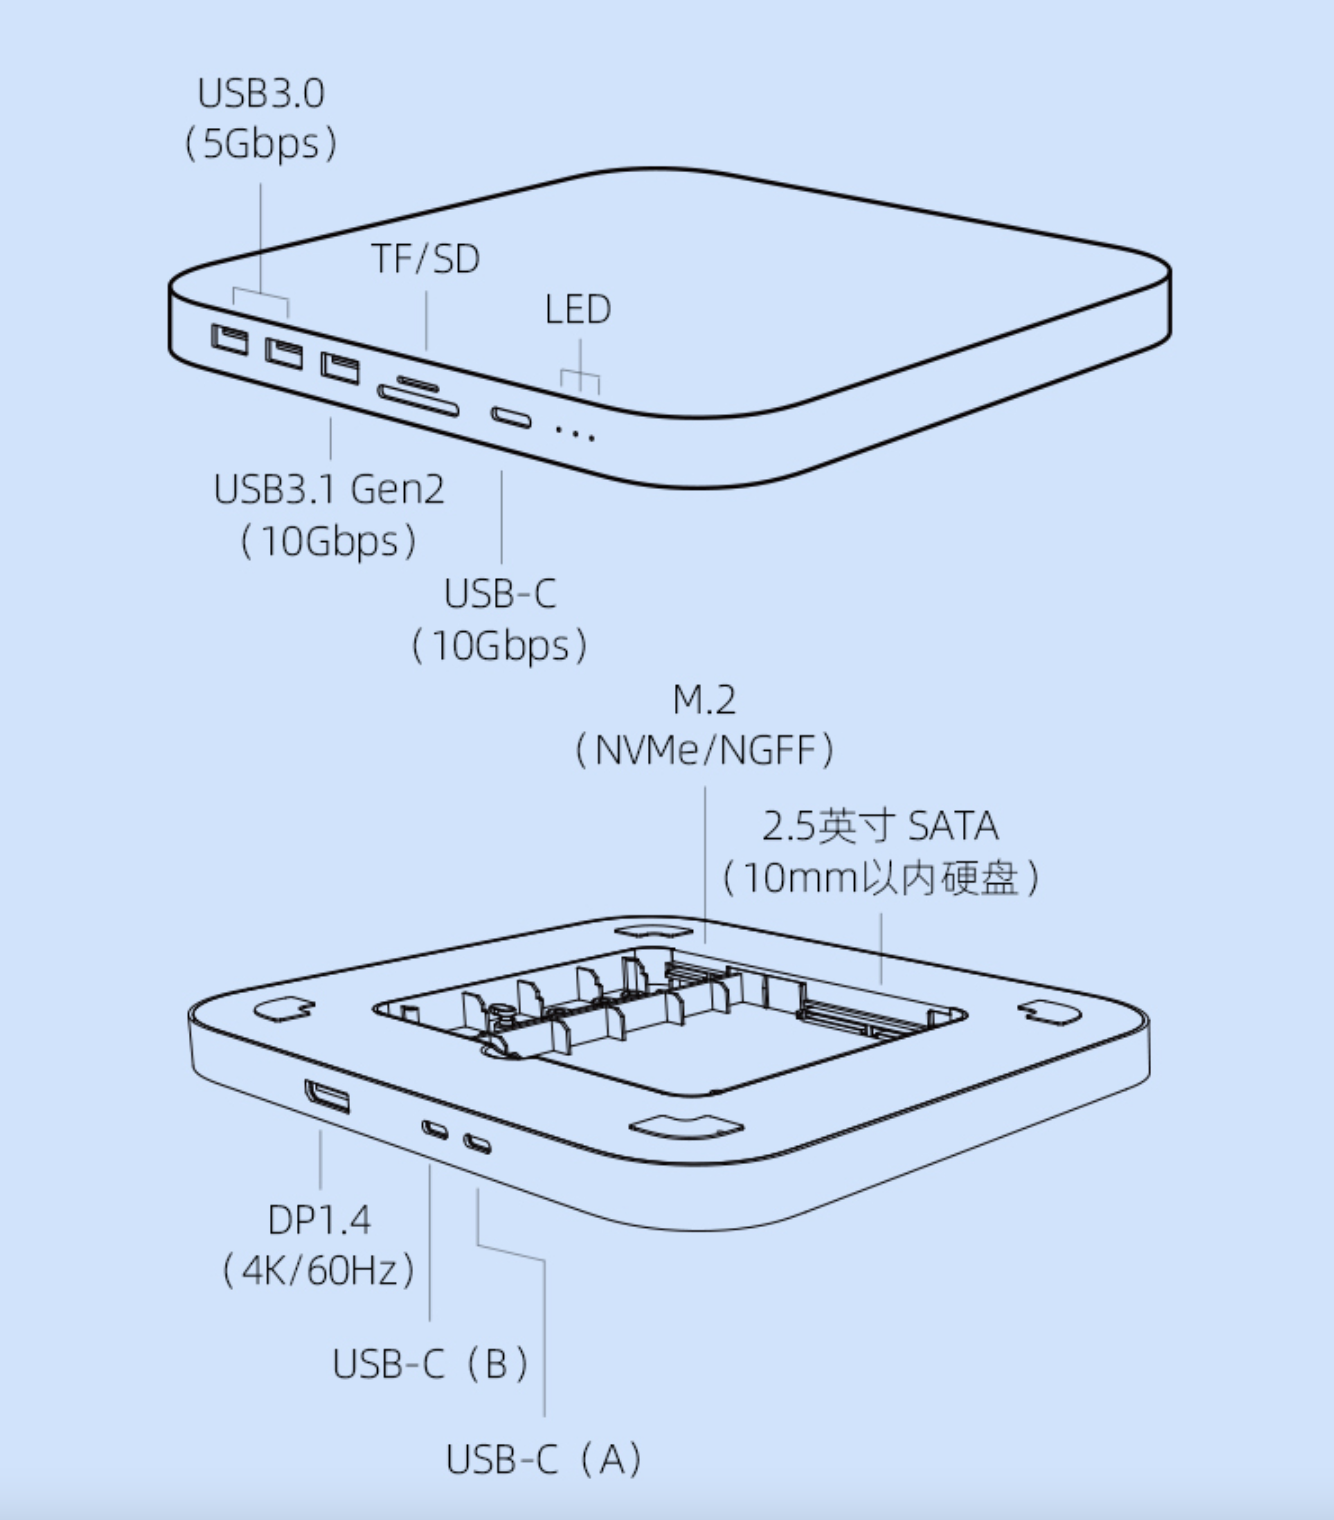 USB3.0
（5Gbps）
TF/SD
LED
USB3.1 Gen2
（10Gbps）
USB-C
（10Gbps）
M.2
（NVMe/NGFF）
2.5英寸 SATA
（10mm以内硬盘）
DP1.4
（4K/60Hz）
USB-C（B）
USB-C（A）